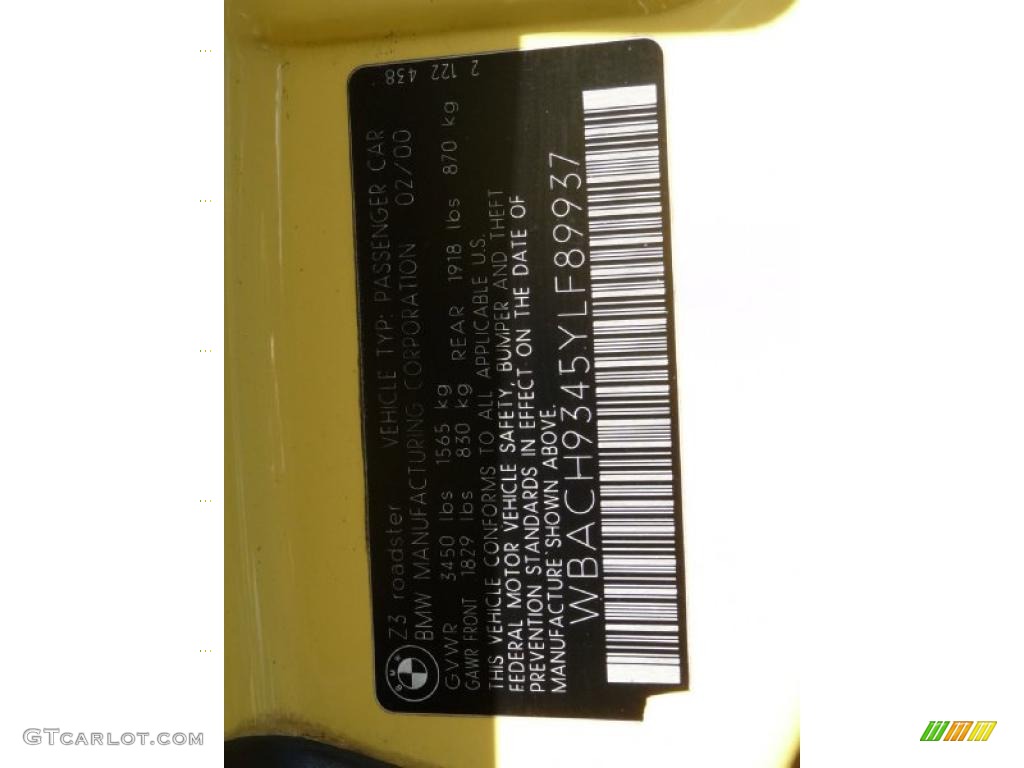 438 122 2
Z3 roadster VEHICLE TYP: PASSENGER CAR
BMW MANUFACTURING CORPORATION 02/00
GVWR 3450 lbs 1565 kg
GAWR FRONT 1829 lbs 830 kg REAR 1918 lbs 870 kg
THIS VEHICLE CONFORMS TO ALL APPLICABLE U.S.
FEDERAL MOTOR VEHICLE SAFETY, BUMPER AND THEFT
PREVENTION STANDARDS IN EFFECT ON THE DATE OF
MANUFACTURE SHOWN ABOVE.
WBACH9345YLF89937
BMW
GTCARLOT.COM